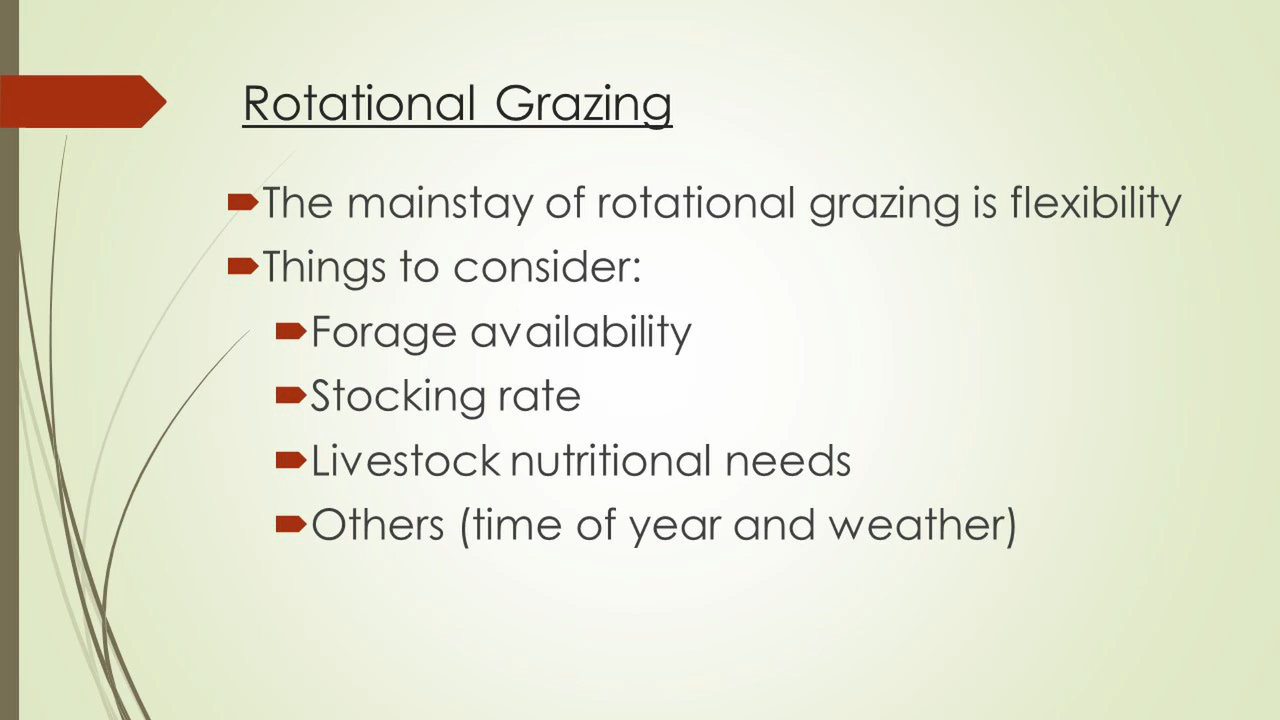 Rotational Grazing
The mainstay of rotational grazing is flexibility
Things to consider:
Forage availability
Stocking rate
Livestock nutritional needs
Others (time of year and weather)